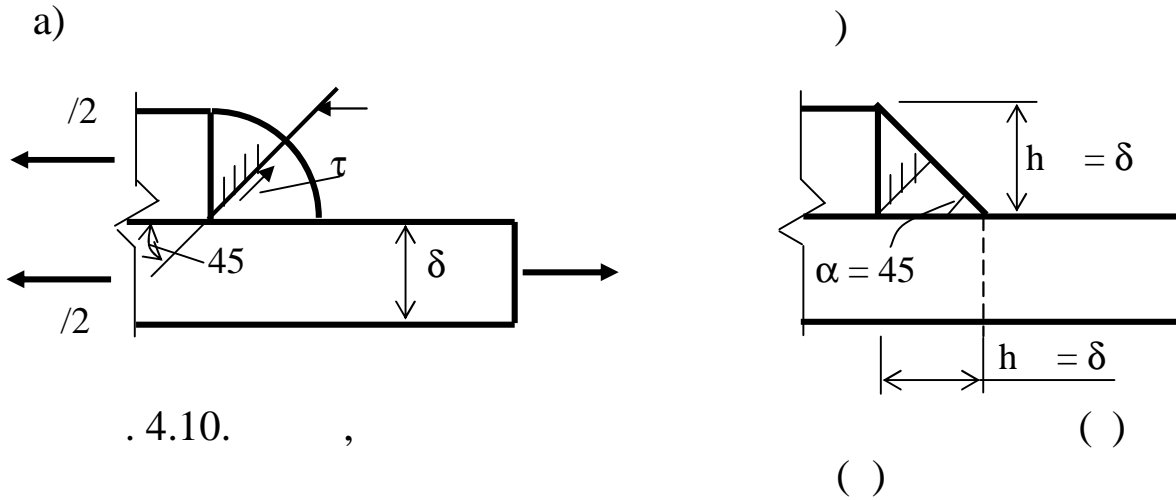 a) )
/2
τ
h = δ
45
δ
α = 45
/2
h = δ
. 4.10. , ( )
( )